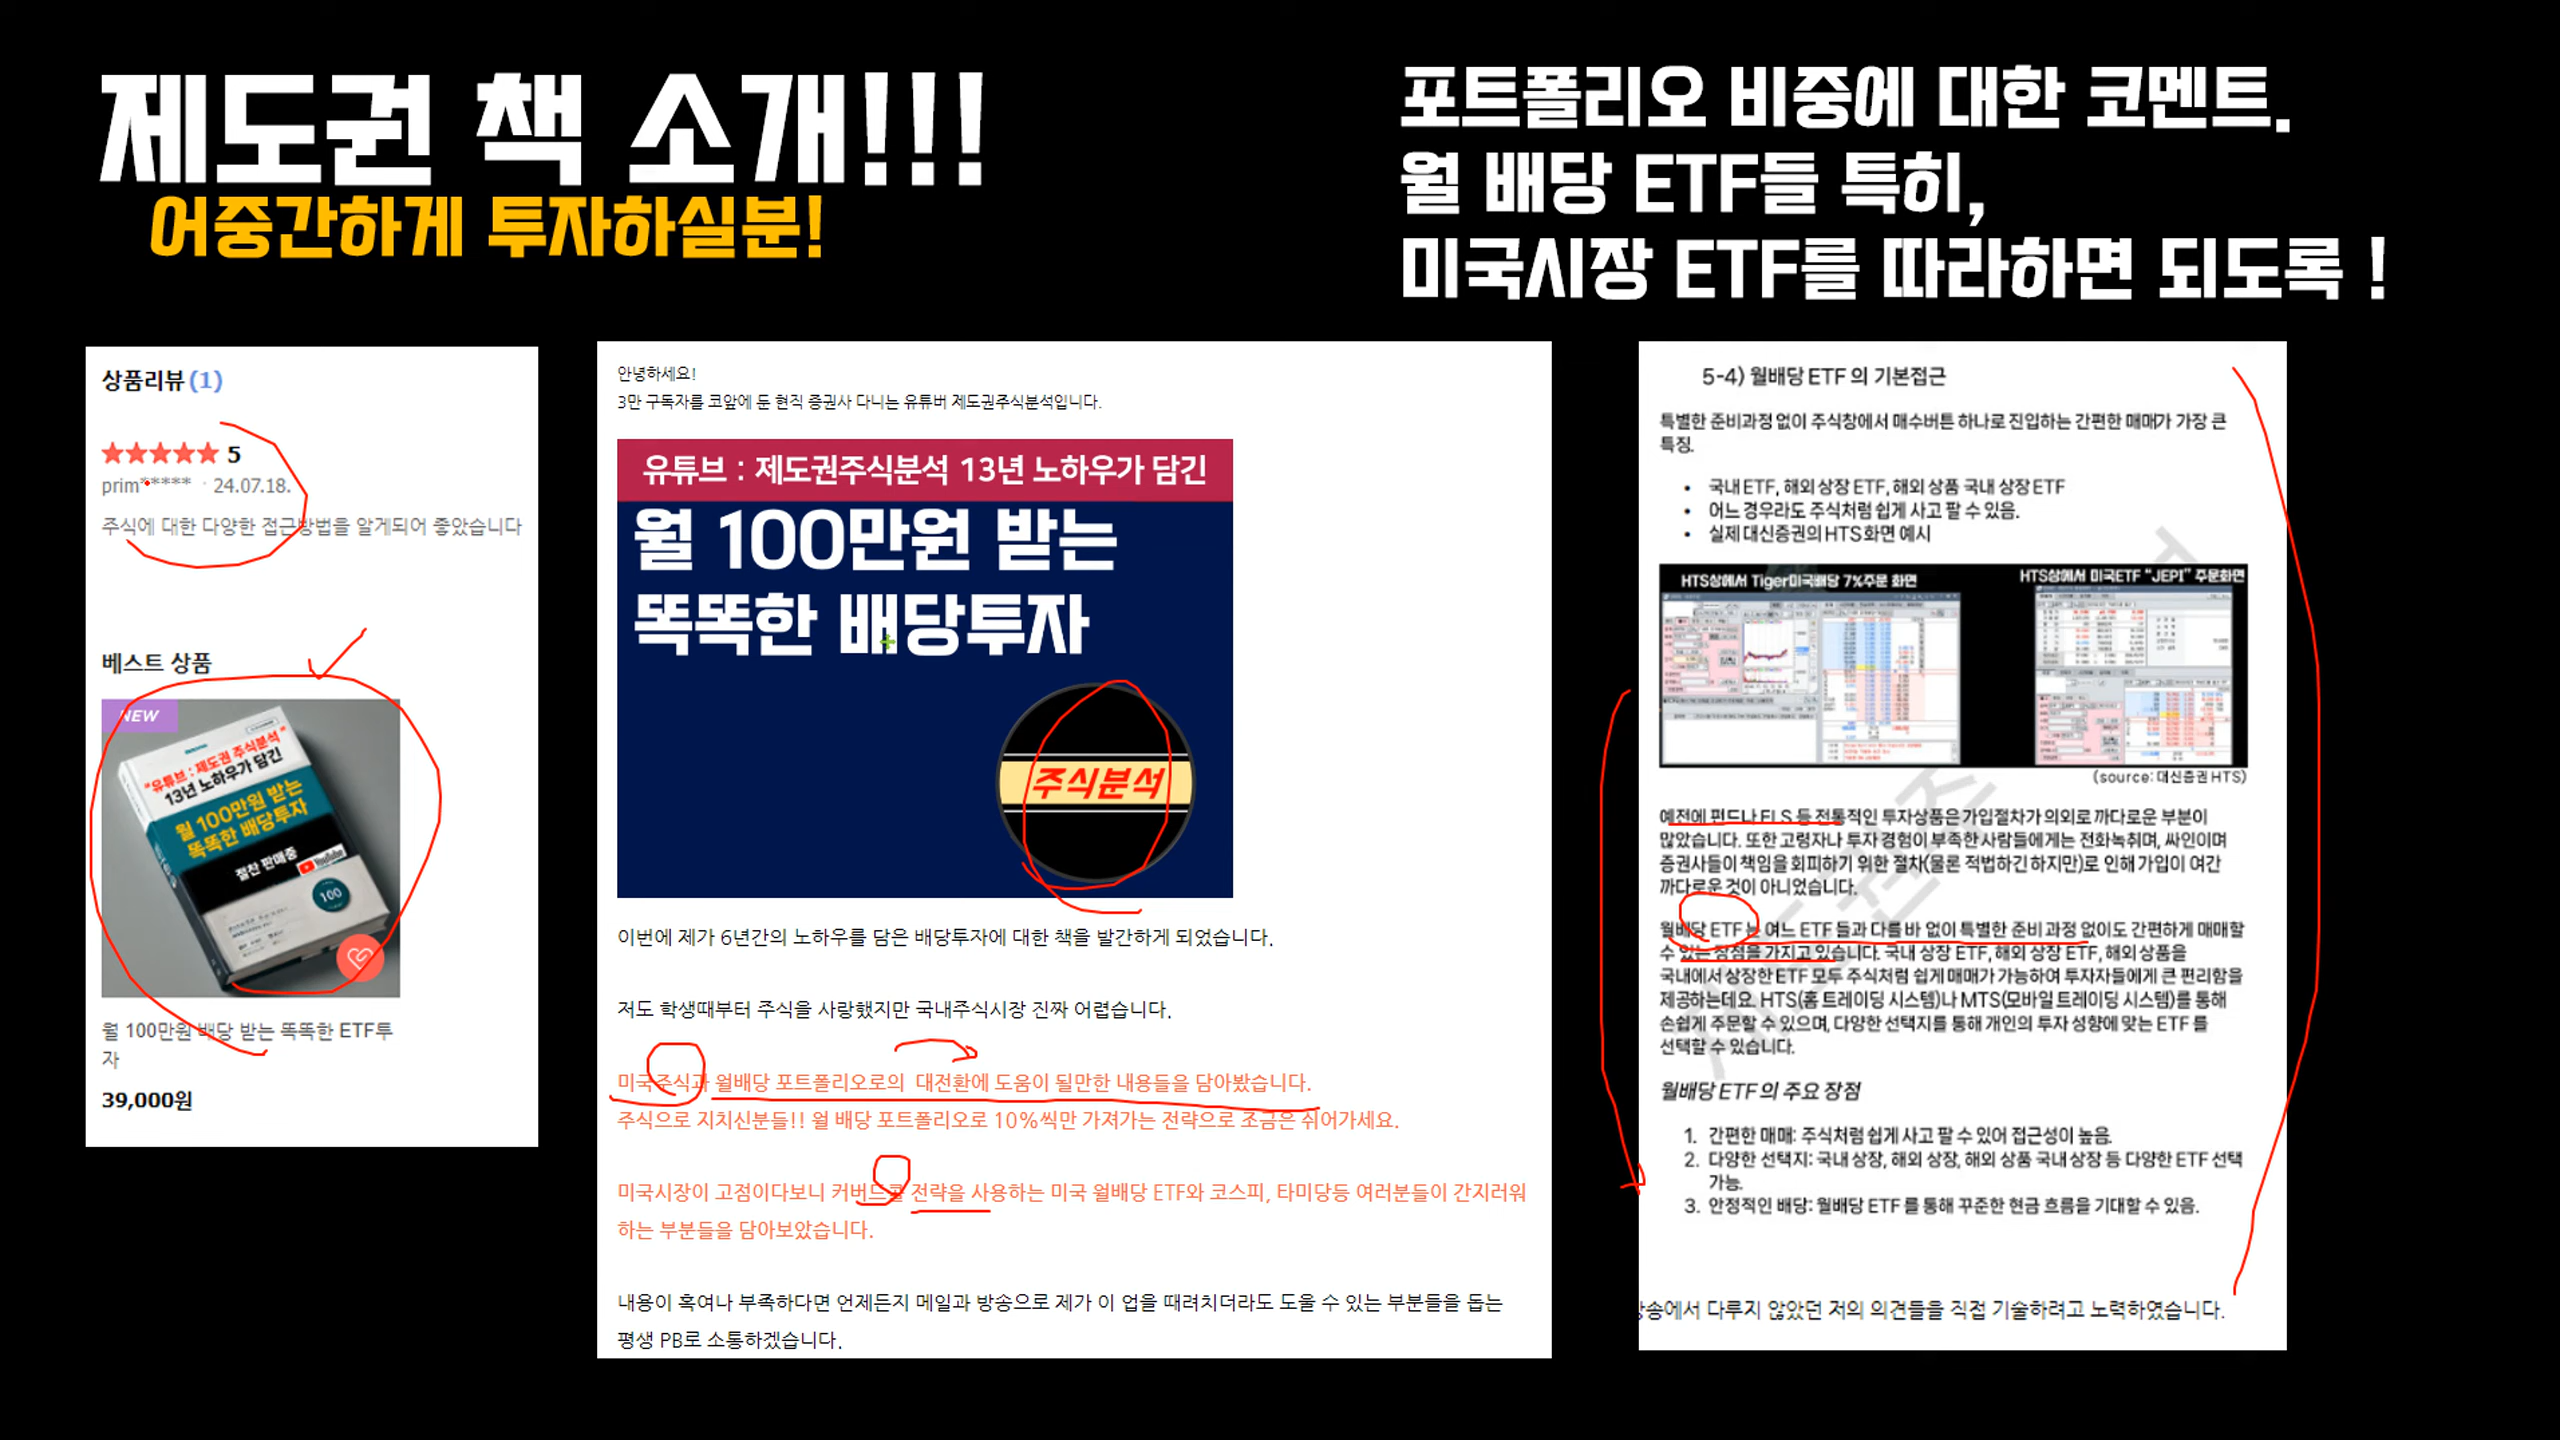 제도권 책 소개!!!
어중간하게 투자하실분!
포트폴리오 비중에 대한 코멘트.
월 배당 ETF들 특히,
미국시장 ETF를 따라하면 되도록 !
상품리뷰 (1)
★★★★★ 5
prim***** · 24.07.18.
주식에 대한 다양한 접근방법을 알게되어 좋았습니다
베스트 상품
NEW
"유튜브 : 제도권 주식분석"
13년 노하우가 담긴
월 100만원 받는
똑똑한 배당투자
절찬 판매중
YouTube
100
월 100만원 배당 받는 똑똑한 ETF투
자
39,000원
안녕하세요!
3만 구독자를 코앞에 둔 현직 증권사 다니는 유튜버 제도권주식분석입니다.
유튜브 : 제도권주식분석 13년 노하우가 담긴
월 100만원 받는
똑똑한 배당투자
주식분석
이번에 제가 6년간의 노하우를 담은 배당투자에 대한 책을 발간하게 되었습니다.
저도 학생때부터 주식을 사랑했지만 국내주식시장 진짜 어렵습니다.
미국주식과 월배당 포트폴리오로의 대전환에 도움이 될만한 내용들을 담아봤습니다.
주식으로 지치신분들!! 월 배당 포트폴리오로 10%씩만 가져가는 전략으로 조금은 쉬어가세요.
미국시장이 고점이다보니 커버드콜 전략을 사용하는 미국 월배당 ETF와 코스피, 타미당등 여러분들이 간지러워
하는 부분들을 담아보았습니다.
내용이 혹여나 부족하다면 언제든지 메일과 방송으로 제가 이 업을 때려치더라도 도울 수 있는 부분들을 돕는
평생 PB로 소통하겠습니다.
5-4) 월배당 ETF 의 기본접근
특별한 준비과정 없이 주식창에서 매수버튼 하나로 진입하는 간편한 매매가 가장 큰
특징.
• 국내 ETF, 해외 상장 ETF, 해외 상품 국내 상장 ETF
• 어느 경우라도 주식처럼 쉽게 사고 팔 수 있음.
• 실제 대신증권의 HTS 화면 예시
HTS상에서 Tiger미국배당 7%주문 화면
HTS상에서 미국ETF "JEPI" 주문화면
(source: 대신증권 HTS)
예전에 펀드나 ELS 등 전통적인 투자상품은 가입절차가 의외로 까다로운 부분이
많았습니다. 또한 고령자나 투자 경험이 부족한 사람들에게는 전화녹취며, 싸인이며
증권사들이 책임을 회피하기 위한 절차(물론 적법하긴 하지만)로 인해 가입이 여간
까다로운 것이 아니었습니다.
월배당 ETF 는 여느 ETF 들과 다를 바 없이 특별한 준비 과정 없이도 간편하게 매매할
수 있는 장점을 가지고 있습니다. 국내 상장 ETF, 해외 상장 ETF, 해외 상품을
국내에서 상장한 ETF 모두 주식처럼 쉽게 매매가 가능하여 투자자들에게 큰 편리함을
제공하는데요. HTS(홈 트레이딩 시스템)나 MTS(모바일 트레이딩 시스템)를 통해
손쉽게 주문할 수 있으며, 다양한 선택지를 통해 개인의 투자 성향에 맞는 ETF 를
선택할 수 있습니다.
월배당 ETF 의 주요 장점
1. 간편한 매매: 주식처럼 쉽게 사고 팔 수 있어 접근성이 높음.
2. 다양한 선택지: 국내 상장, 해외 상장, 해외 상품 국내 상장 등 다양한 ETF 선택
가능.
3. 안정적인 배당: 월배당 ETF 를 통해 꾸준한 현금 흐름을 기대할 수 있음.
방송에서 다루지 않았던 저의 의견들을 직접 기술하려고 노력하였습니다.